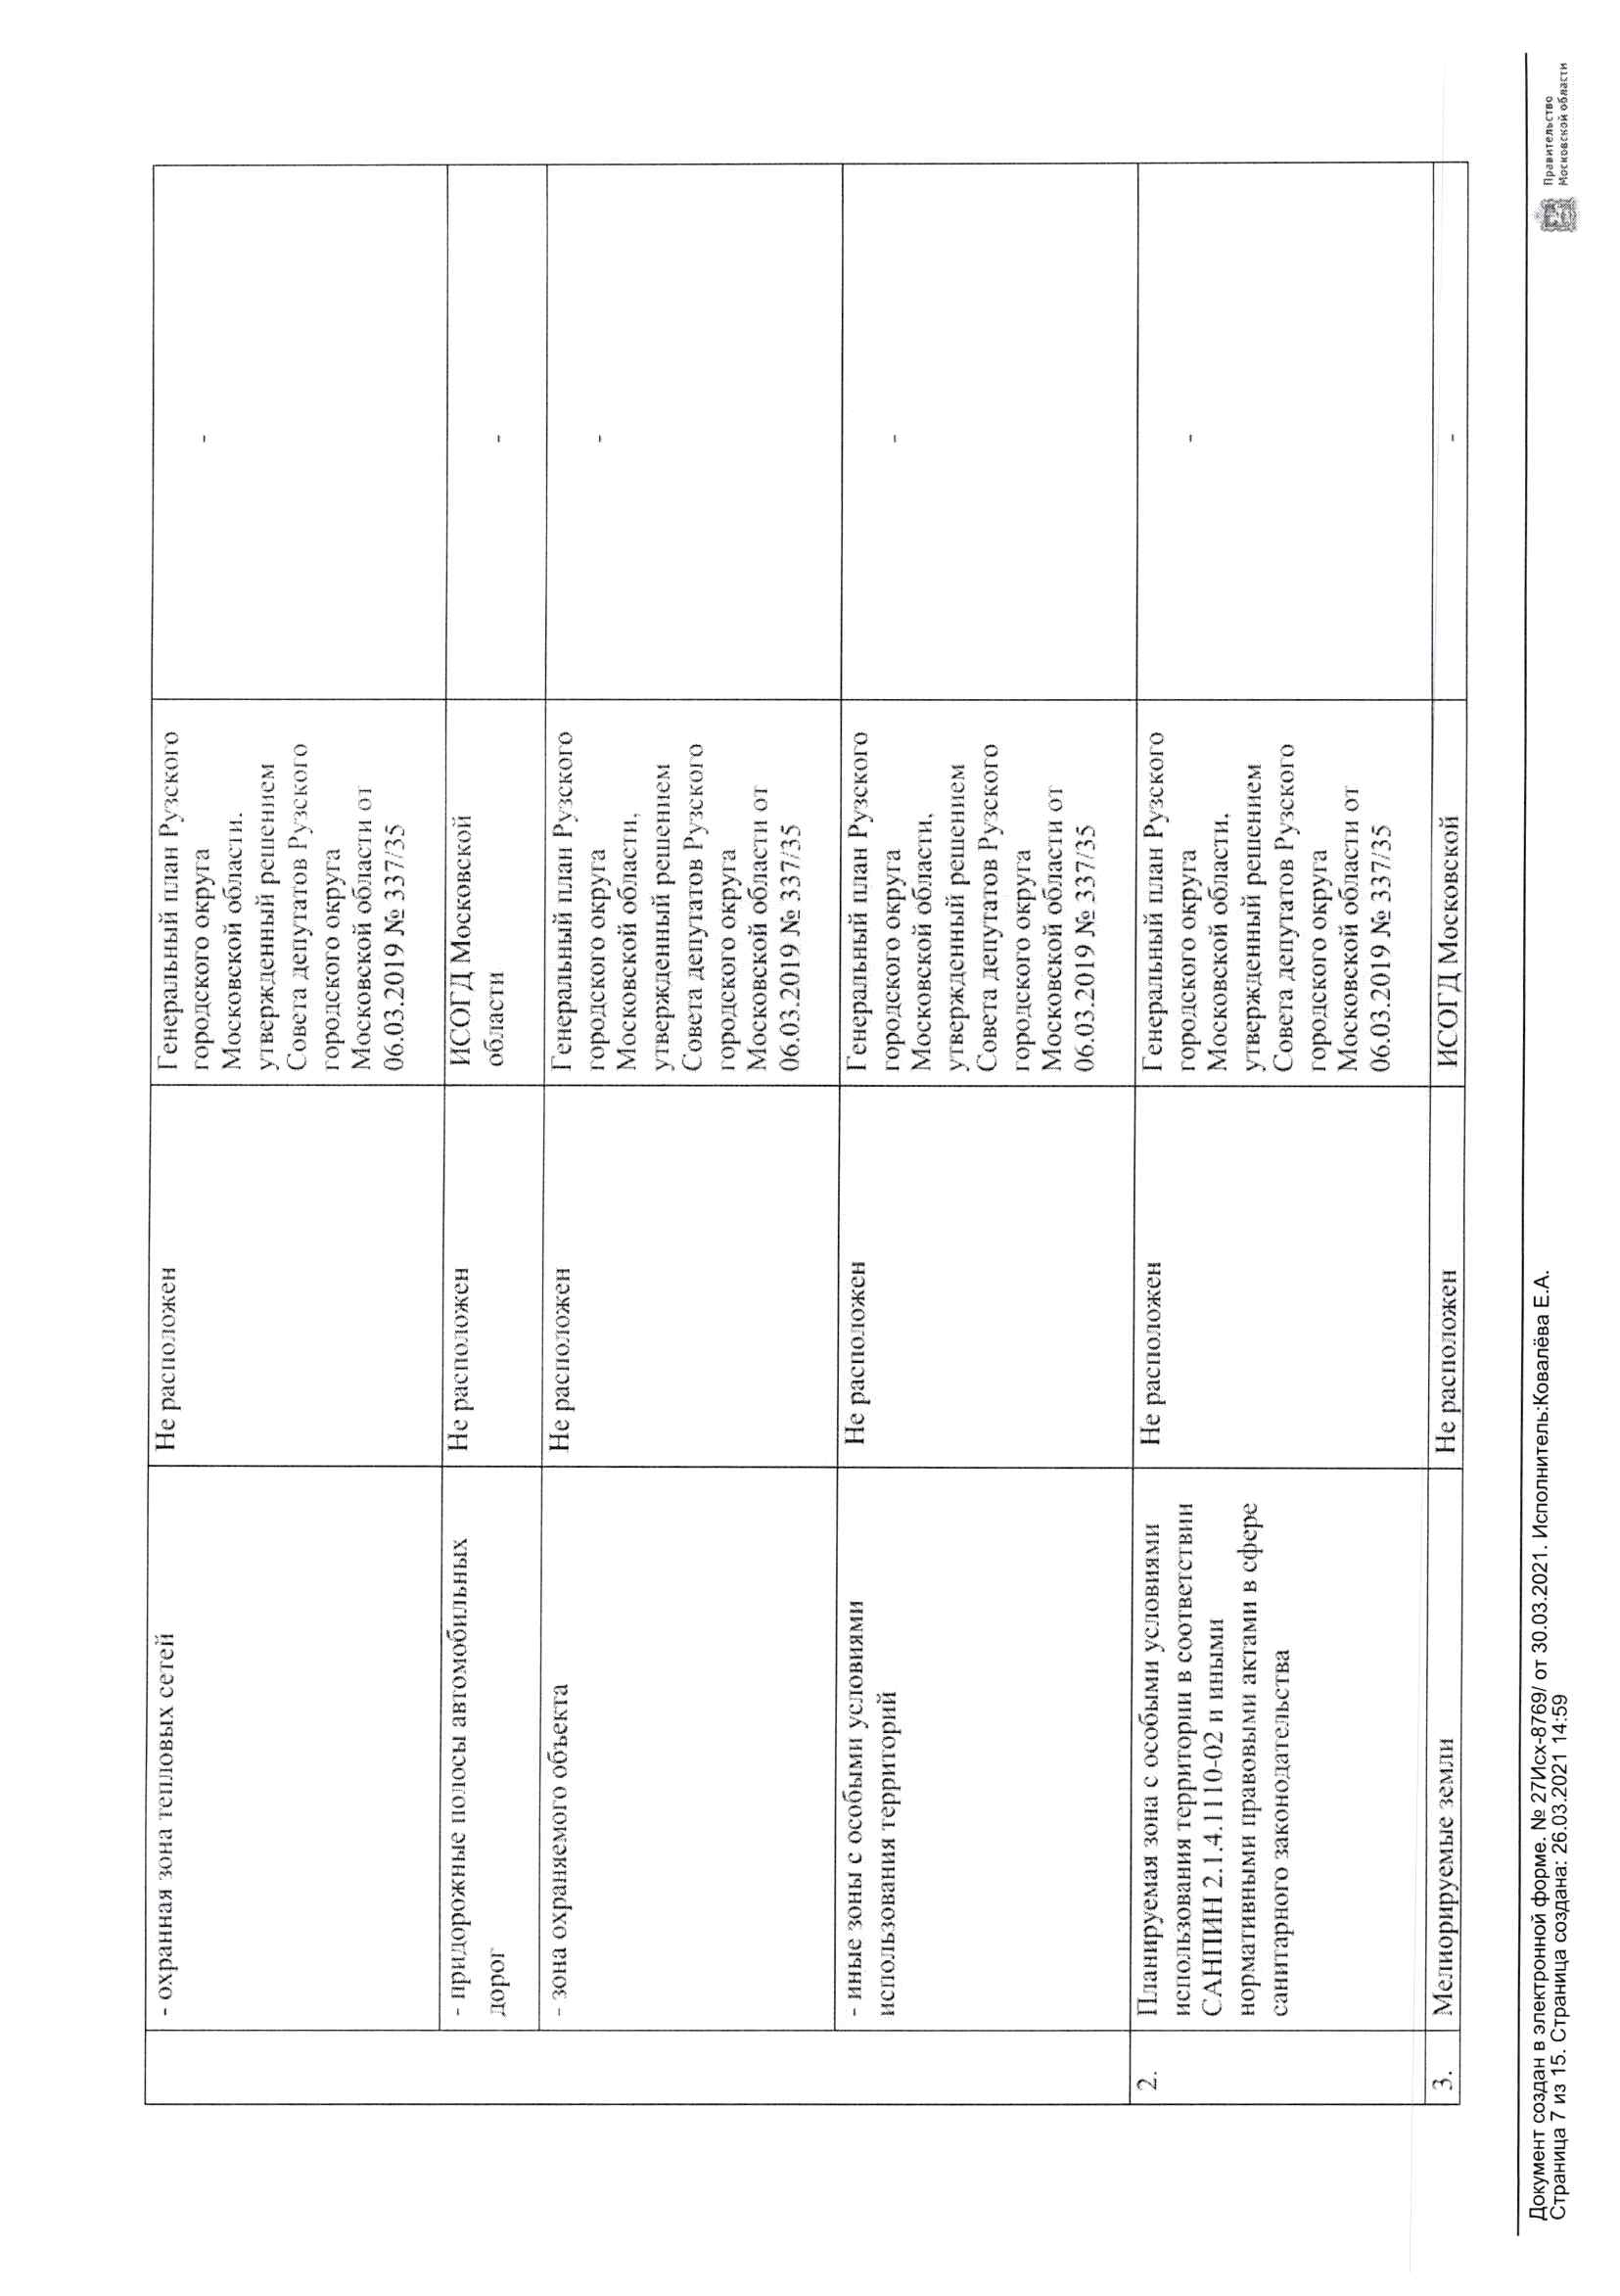 - охранная зона тепловых сетей
Не расположен
Генеральный план Рузского
городского округа
Московской области.
утвержденный решением
Совета депутатов Рузского
городского округа
Московской области от
06.03.2019 № 337/35
-
- придорожные полосы автомобильных
дорог
Не расположен
ИСОГД Московской
области
-
- зона охраняемого объекта
Не расположен
Генеральный план Рузского
городского округа
Московской области,
утвержденный решением
Совета депутатов Рузского
городского округа
Московской области от
06.03.2019 № 337/35
-
- иные зоны с особыми условиями
использования территорий
Не расположен
Генеральный план Рузского
городского округа
Московской области,
утвержденный решением
Совета депутатов Рузского
городского округа
Московской области от
06.03.2019 № 337/35
-
2.
Планируемая зона с особыми условиями
использования территории в соответствии
САНПИН 2.1.4.1110-02 и иными
нормативными правовыми актами в сфере
санитарного законодательства
Не расположен
Генеральный план Рузского
городского округа
Московской области,
утвержденный решением
Совета депутатов Рузского
городского округа
Московской области от
06.03.2019 № 337/35
-
3.
Мелиорируемые земли
Не расположен
ИСОГД Московской
-
Документ создан в электронной форме. № 27Исх-8769/ от 30.03.2021. Исполнитель:Ковалёва Е.А.
Страница 7 из 15. Страница создана: 26.03.2021 14:59
Правительство
Московской области